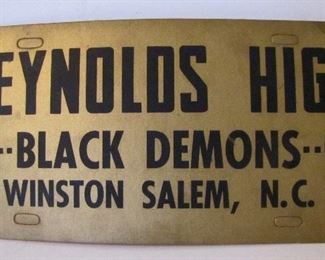 EYNOLDS HIG
--BLACK DEMONS--
WINSTON SALEM, N.C.